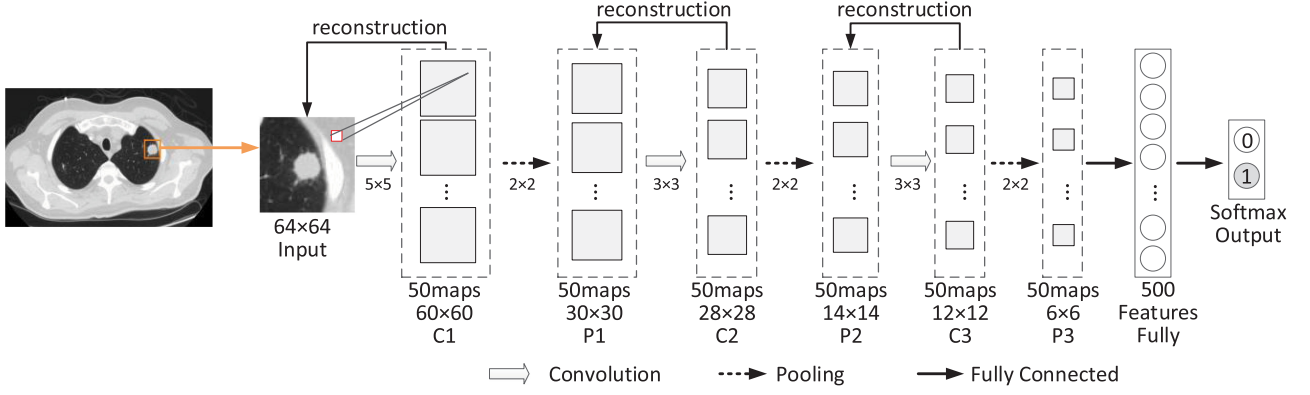 reconstruction
reconstruction
reconstruction
5×5
2×2
3×3
2×2
3×3
2×2
0
1
64×64
Input
Softmax
Output
50maps
60×60
C1
50maps
30×30
P1
50maps
28×28
C2
50maps
14×14
P2
50maps
12×12
C3
50maps
6×6
P3
500
Features
Fully
Convolution
Pooling
Fully Connected